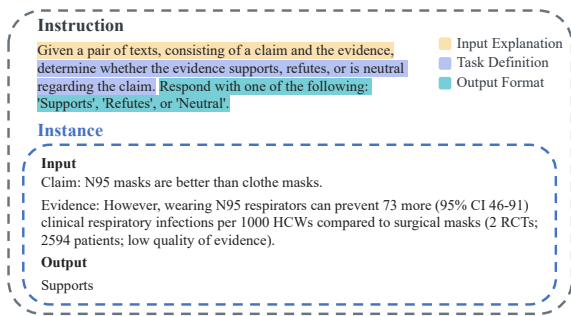 Instruction
Given a pair of texts, consisting of a claim and the evidence,
determine whether the evidence supports, refutes, or is neutral
regarding the claim. Respond with one of the following:
'Supports', 'Refutes', or 'Neutral'.
Input Explanation
Task Definition
Output Format
Instance
Input
Claim: N95 masks are better than clothe masks.
Evidence: However, wearing N95 respirators can prevent 73 more (95% CI 46-91)
clinical respiratory infections per 1000 HCWs compared to surgical masks (2 RCTs;
2594 patients; low quality of evidence).
Output
Supports